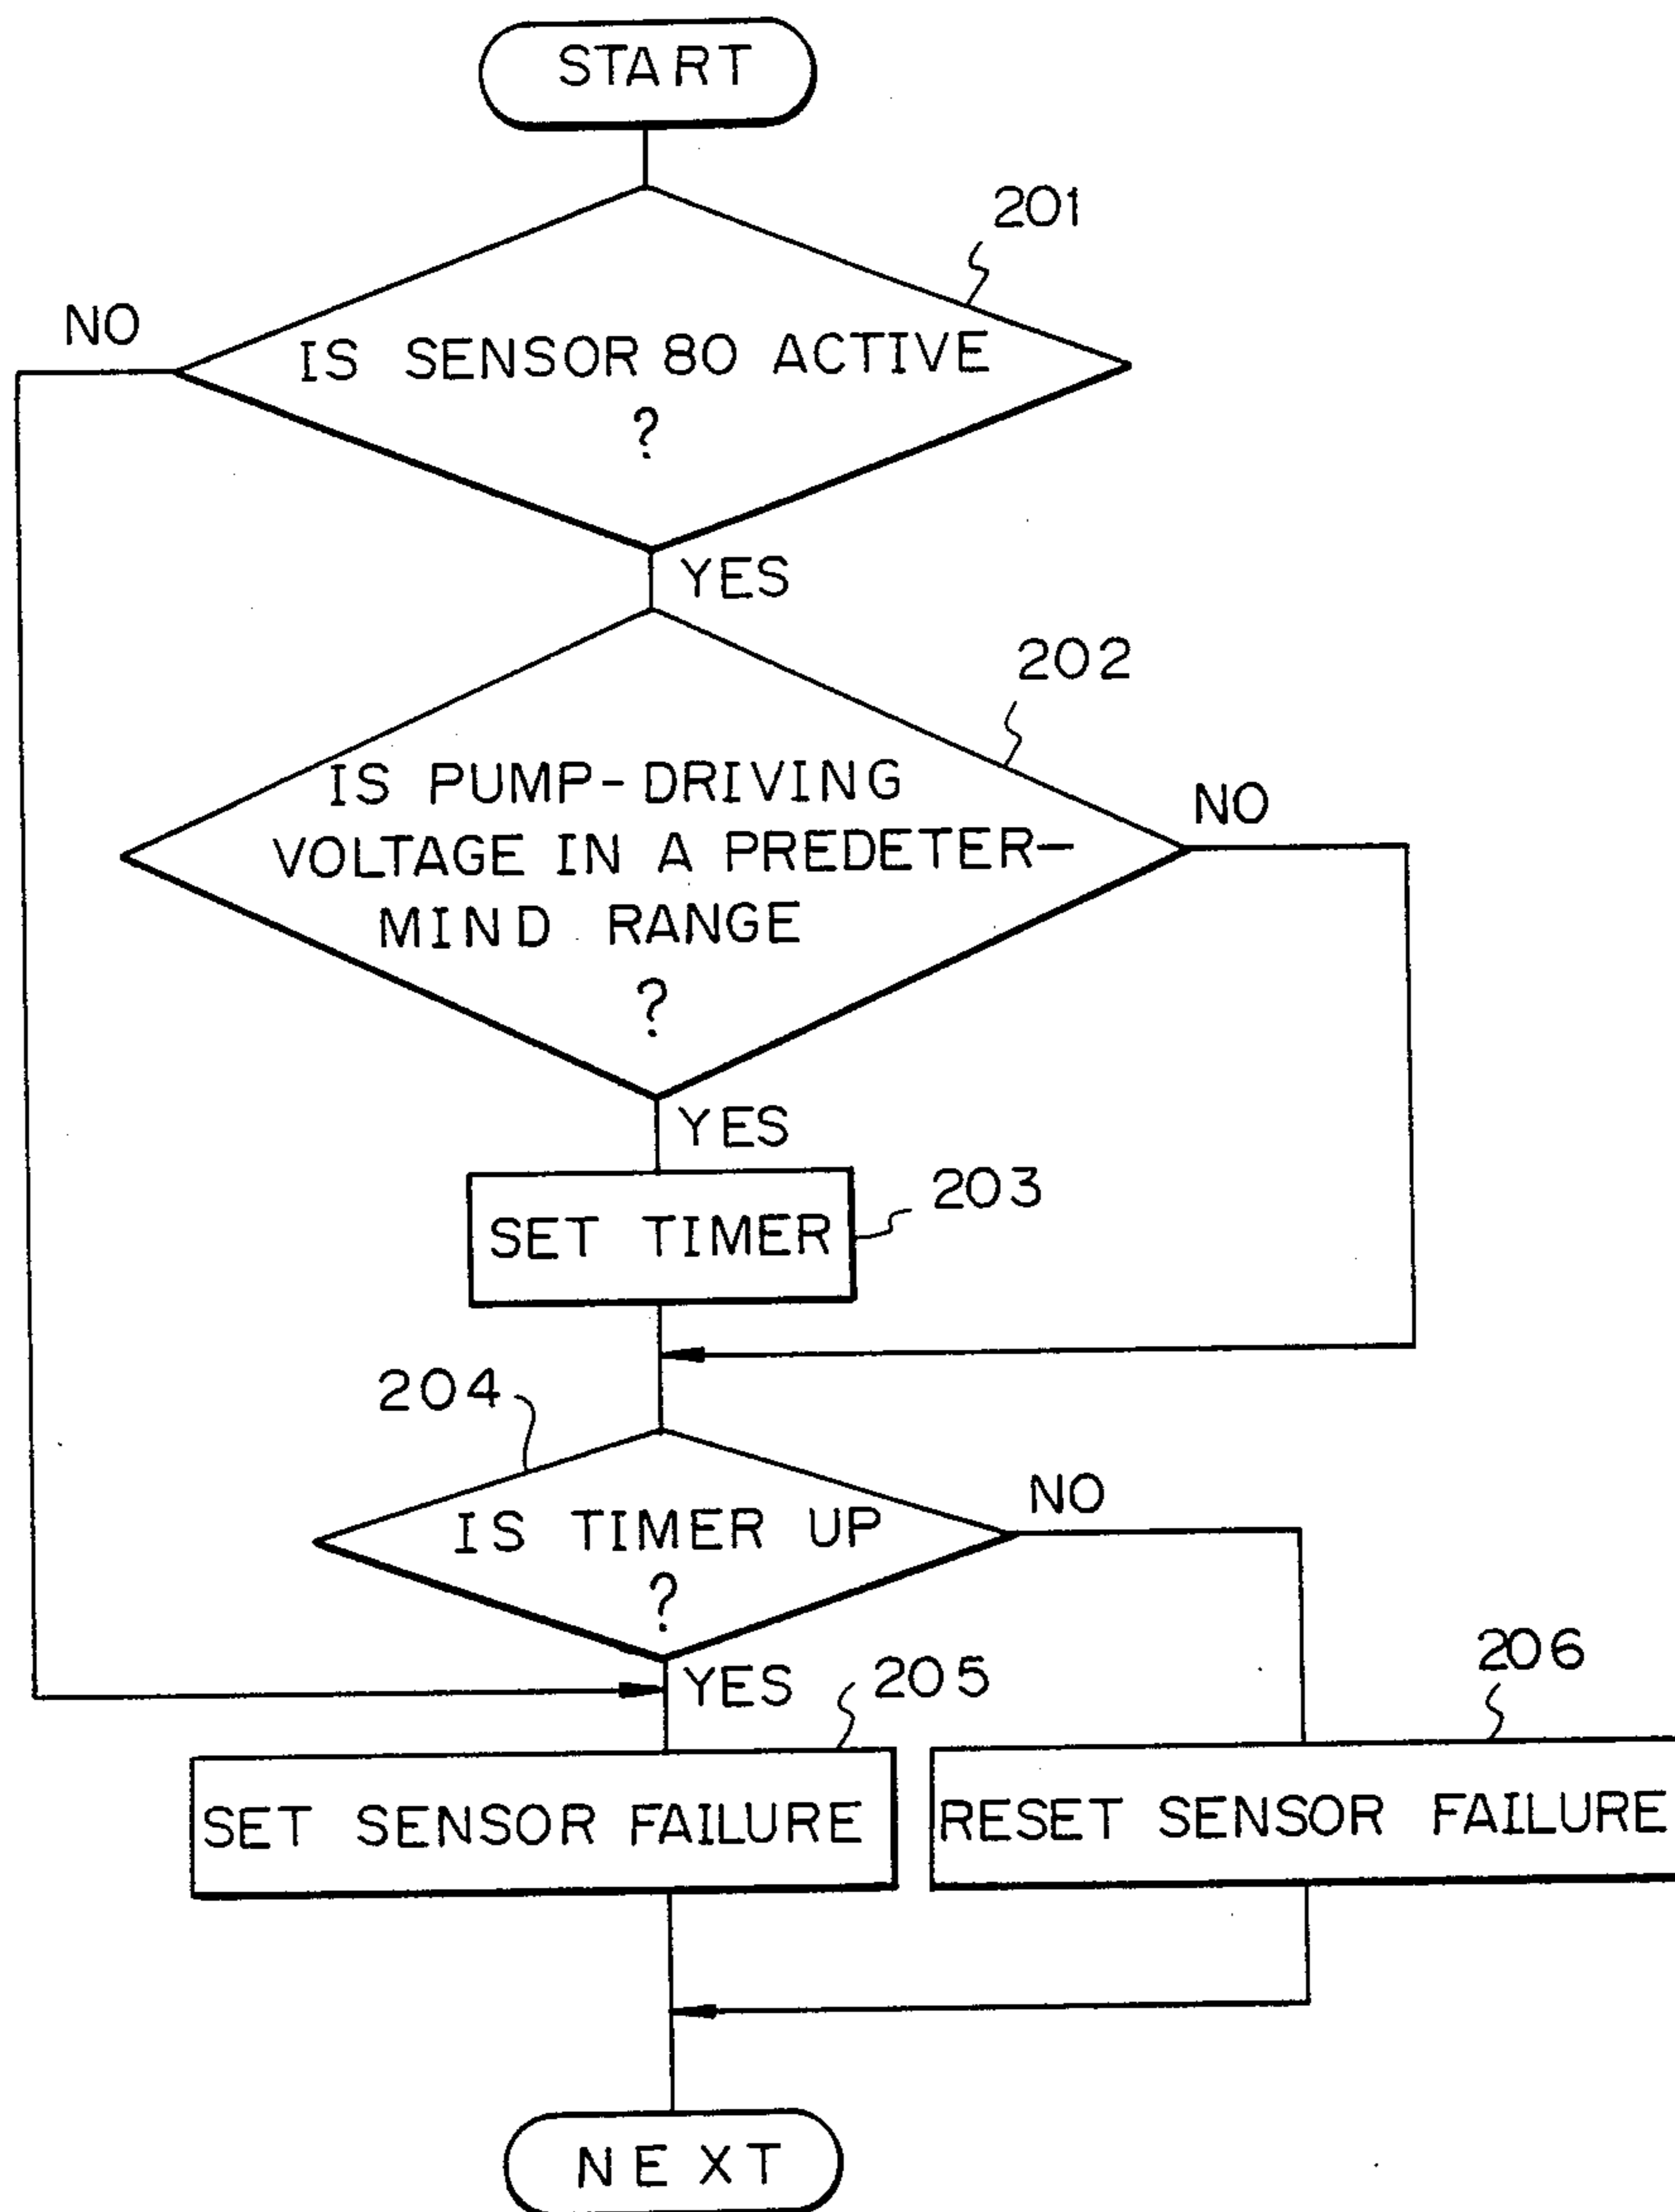 START
201
NO
IS SENSOR 80 ACTIVE
?
YES
202
IS PUMP-DRIVING
VOLTAGE IN A PREDETER-
MIND RANGE
?
NO
YES
SET TIMER
203
204
IS TIMER UP
?
NO
YES
205
206
SET SENSOR FAILURE
RESET SENSOR FAILURE
NEXT